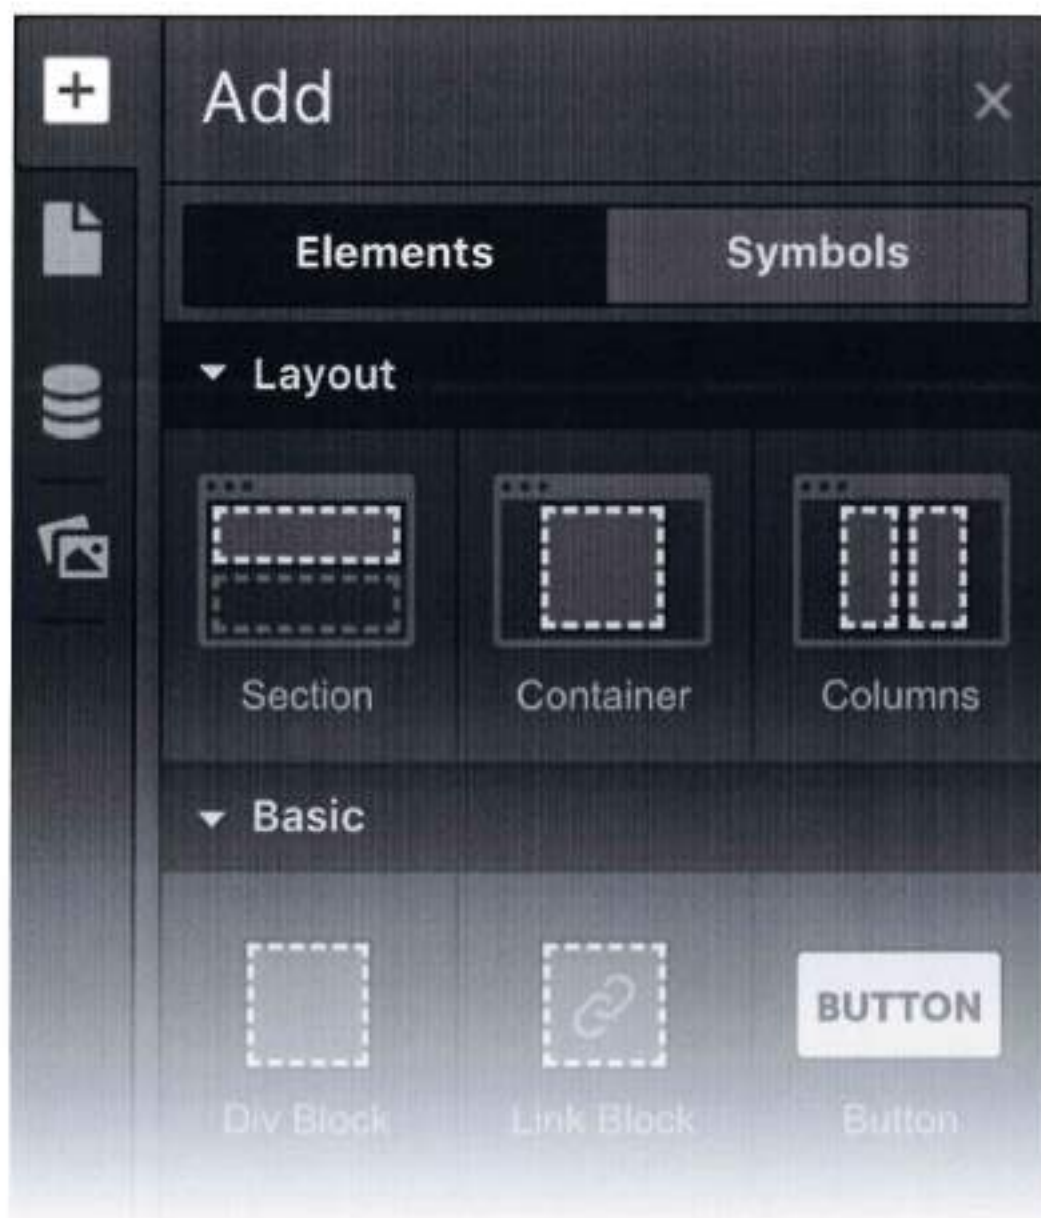 Add
Elements Symbols
Layout
Section Container Columns
Basic
BUTTON
Div Block Link Block Button